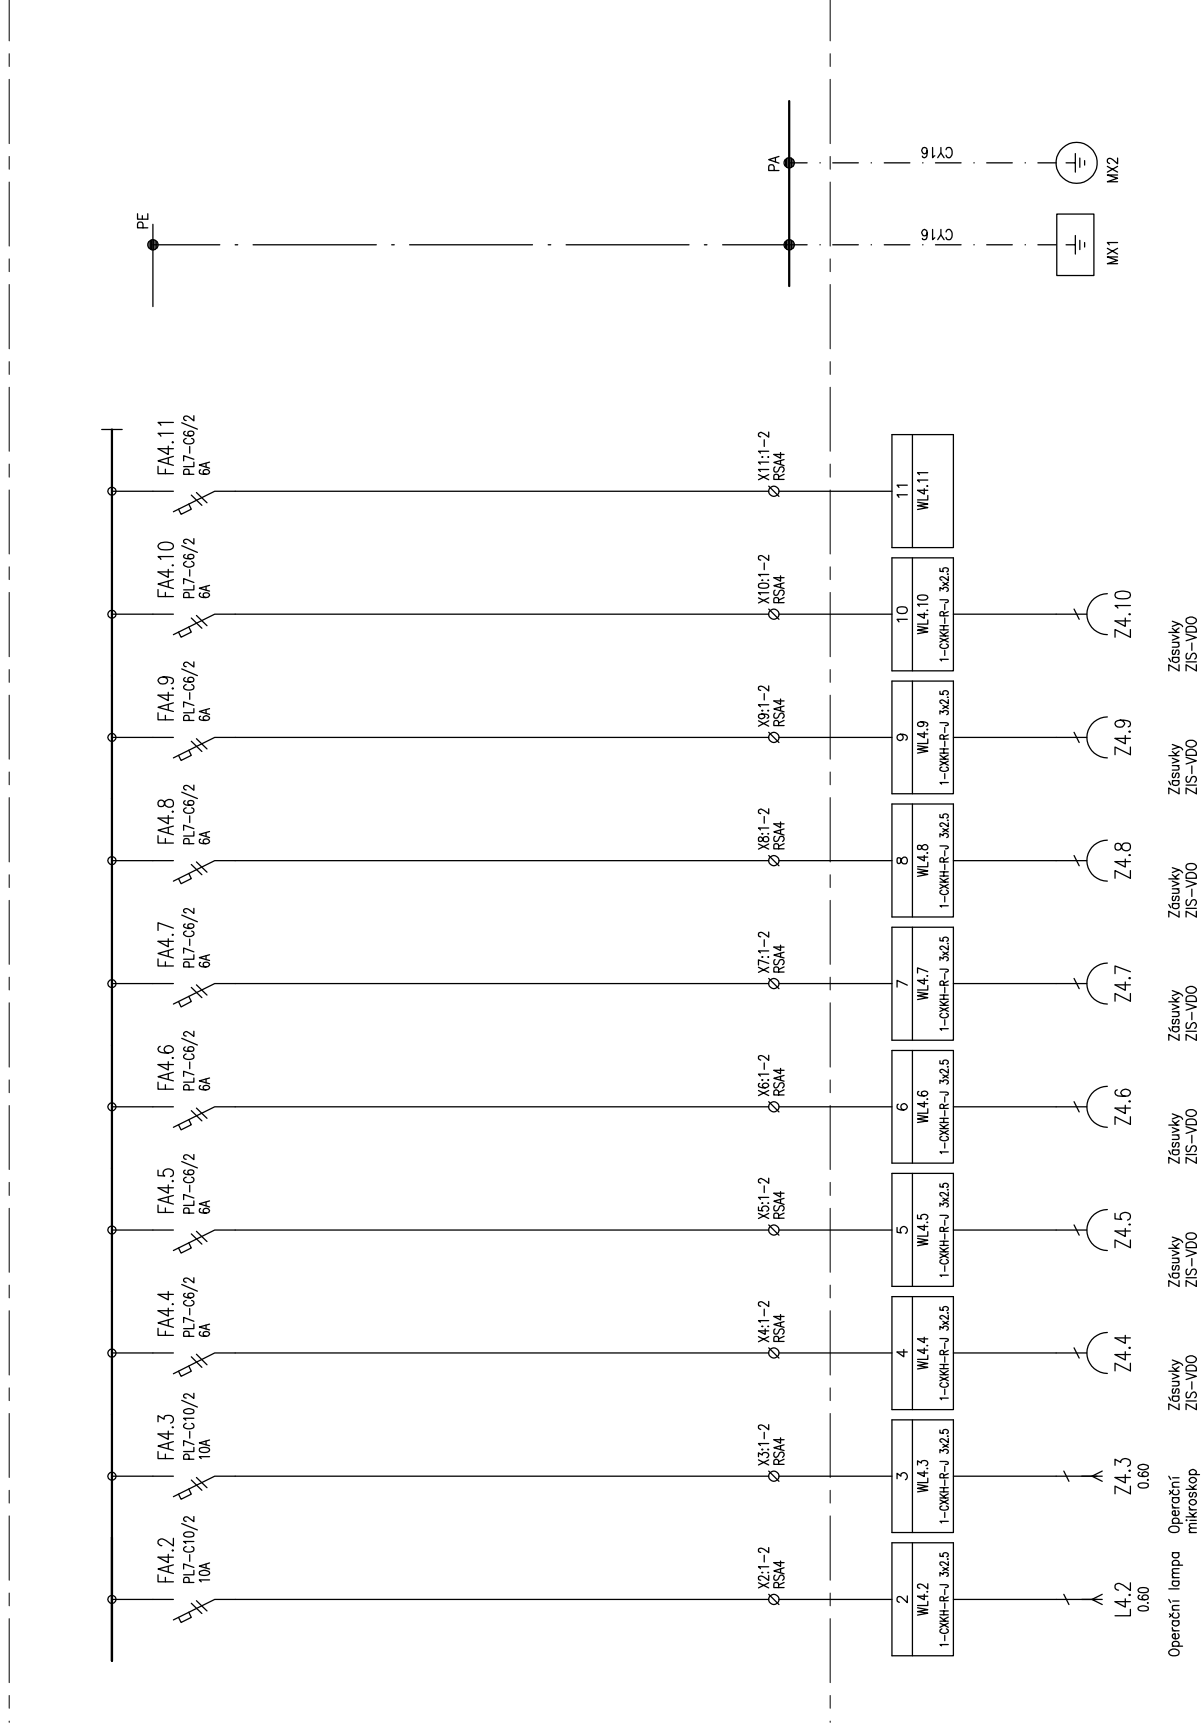 FA4.2
PL7-C10/2
10A
FA4.3
PL7-C10/2
10A
FA4.4
PL7-C6/2
6A
FA4.5
PL7-C6/2
6A
FA4.6
PL7-C6/2
6A
FA4.7
PL7-C6/2
6A
FA4.8
PL7-C6/2
6A
FA4.9
PL7-C6/2
6A
FA4.10
PL7-C6/2
6A
FA4.11
PL7-C6/2
6A
PE
X2:1-2
RSA4
X3:1-2
RSA4
X4:1-2
RSA4
X5:1-2
RSA4
X6:1-2
RSA4
X7:1-2
RSA4
X8:1-2
RSA4
X9:1-2
RSA4
X10:1-2
RSA4
X11:1-2
RSA4
PA
2
WL4.2
1-CXKH-R-J 3x2.5
3
WL4.3
1-CXKH-R-J 3x2.5
4
WL4.4
1-CXKH-R-J 3x2.5
5
WL4.5
1-CXKH-R-J 3x2.5
6
WL4.6
1-CXKH-R-J 3x2.5
7
WL4.7
1-CXKH-R-J 3x2.5
8
WL4.8
1-CXKH-R-J 3x2.5
9
WL4.9
1-CXKH-R-J 3x2.5
10
WL4.10
1-CXKH-R-J 3x2.5
11
WL4.11
CY16
CY16
L4.2
0.60
Z4.3
0.60
Z4.4
Z4.5
Z4.6
Z4.7
Z4.8
Z4.9
Z4.10
MX1
MX2
Operační lampa
Operační
mikroskop
Zásuvky
ZIS-VDO
Zásuvky
ZIS-VDO
Zásuvky
ZIS-VDO
Zásuvky
ZIS-VDO
Zásuvky
ZIS-VDO
Zásuvky
ZIS-VDO
Zásuvky
ZIS-VDO